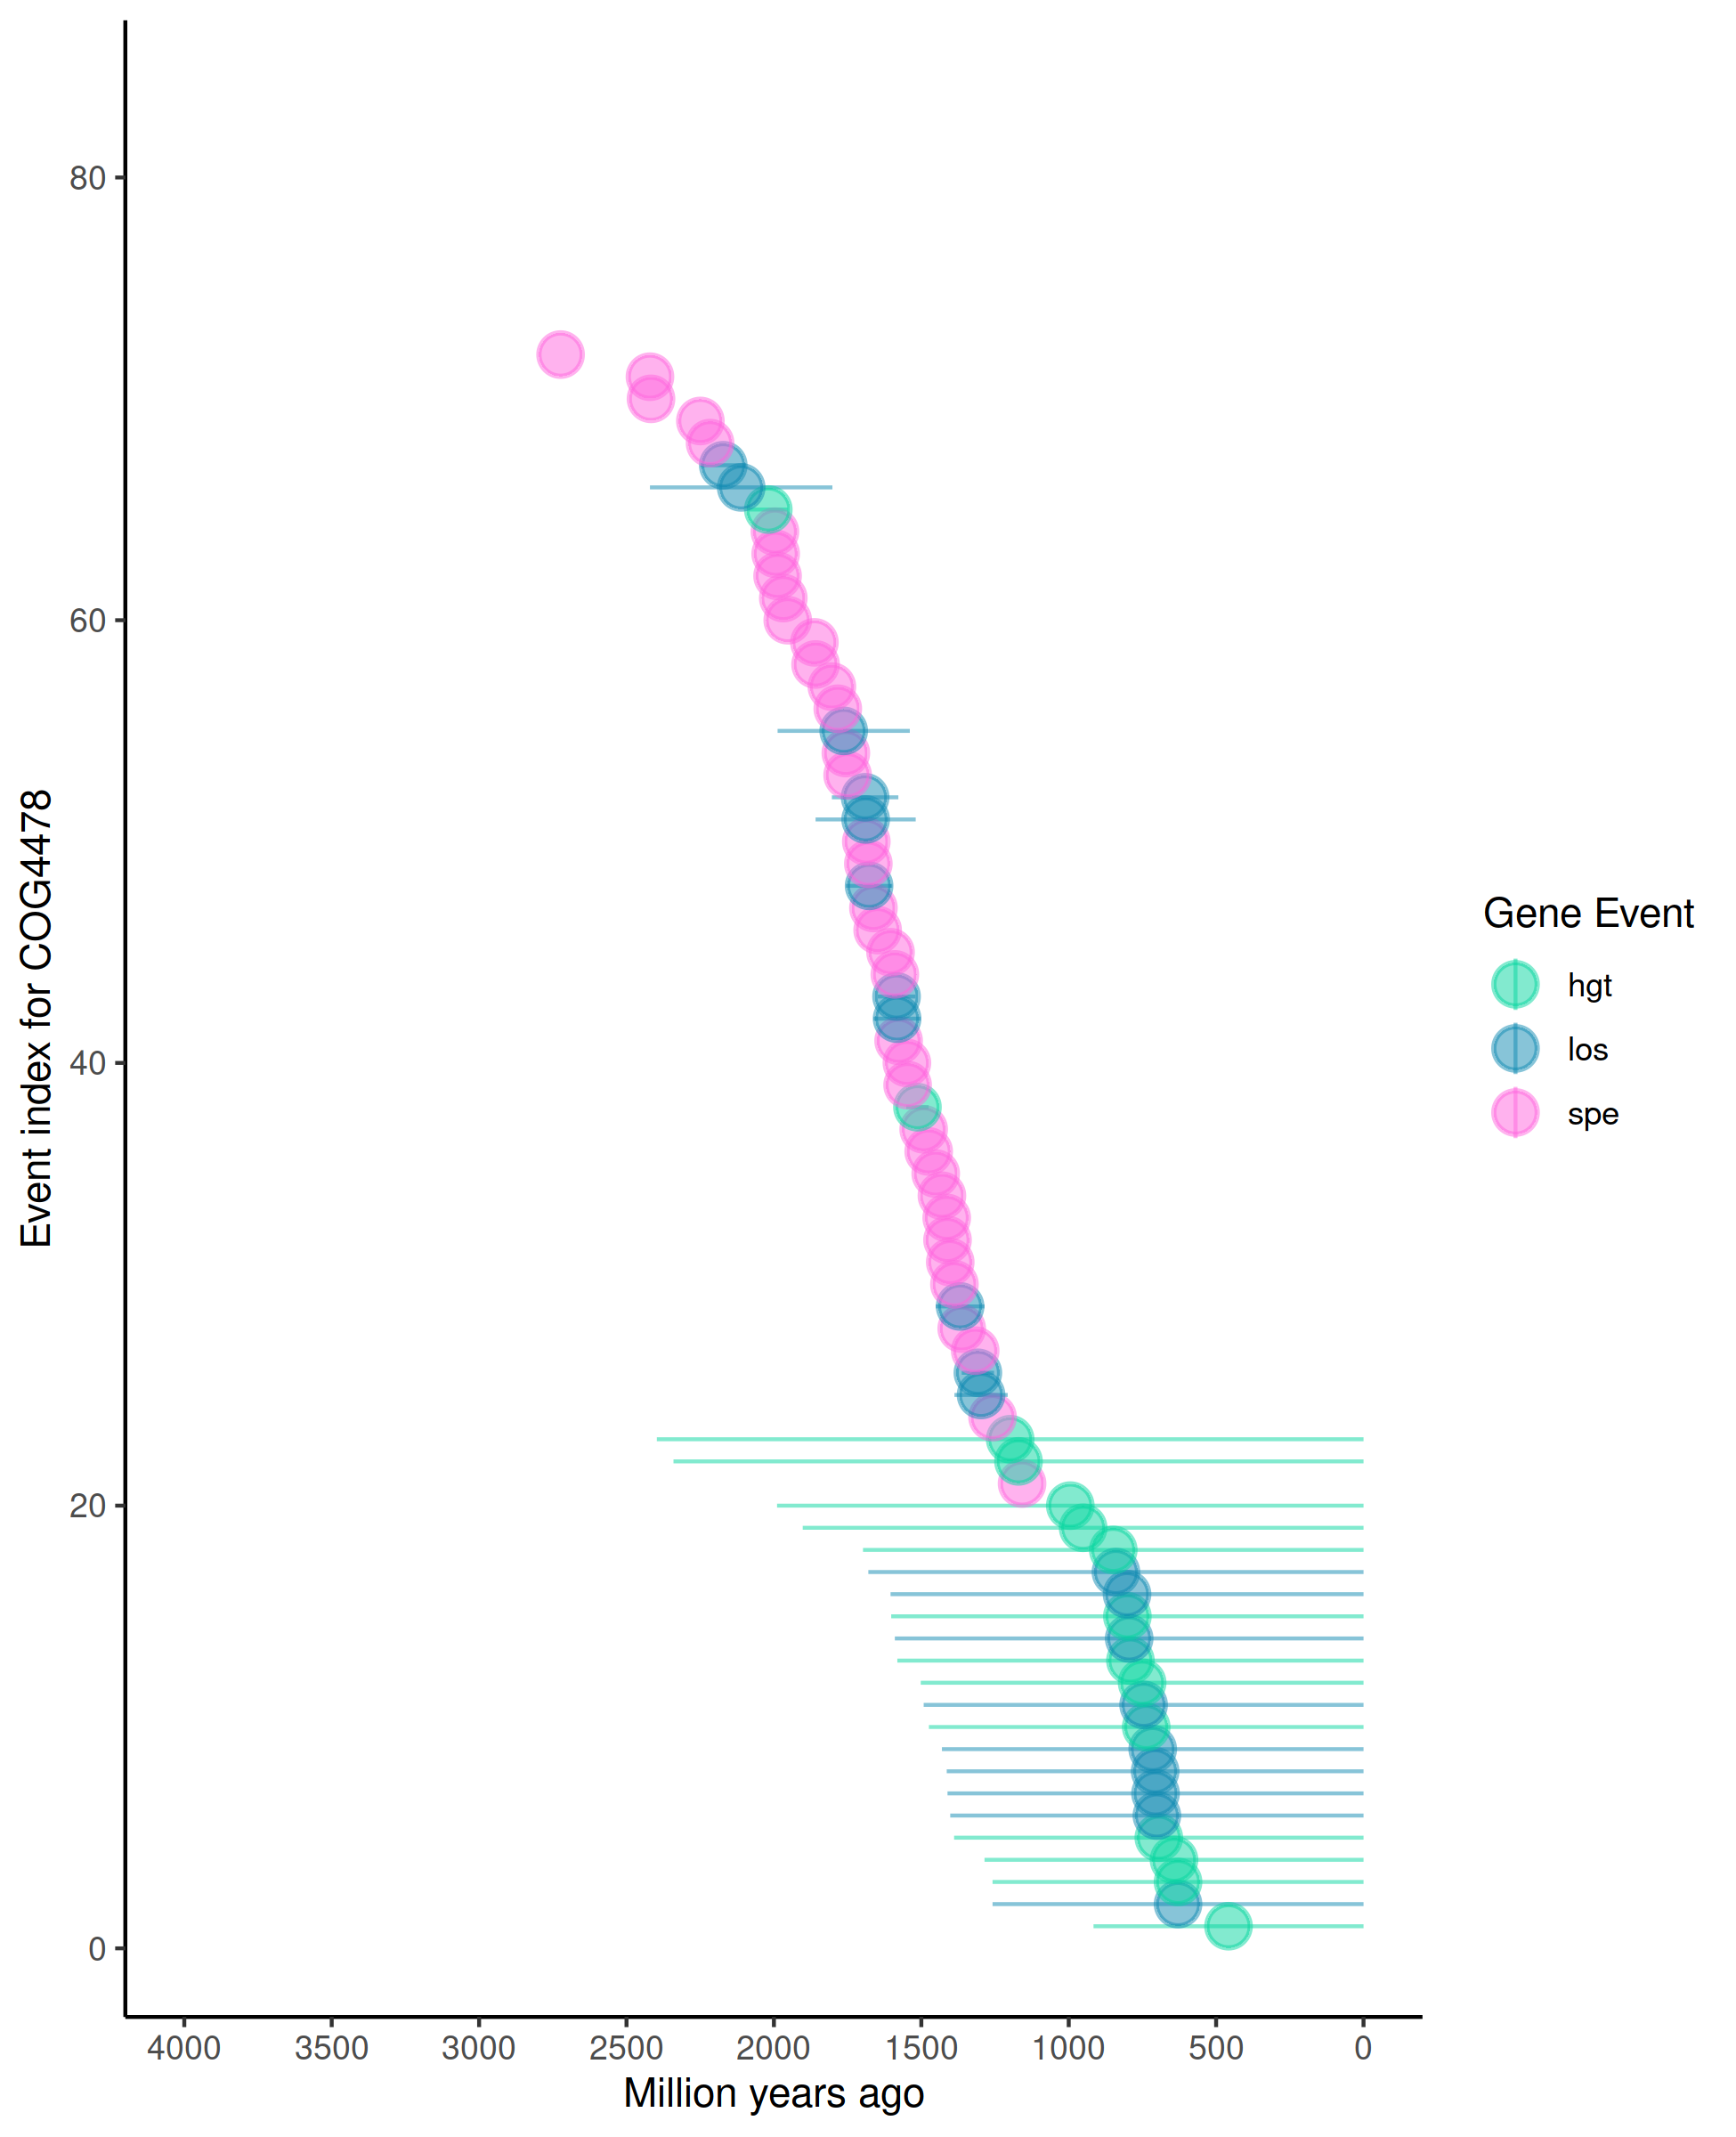 Event index for COG4478
80
60
40
20
0
4000 3500 3000 2500 2000 1500 1000 500 0
Million years ago
Gene Event
hgt
los
spe